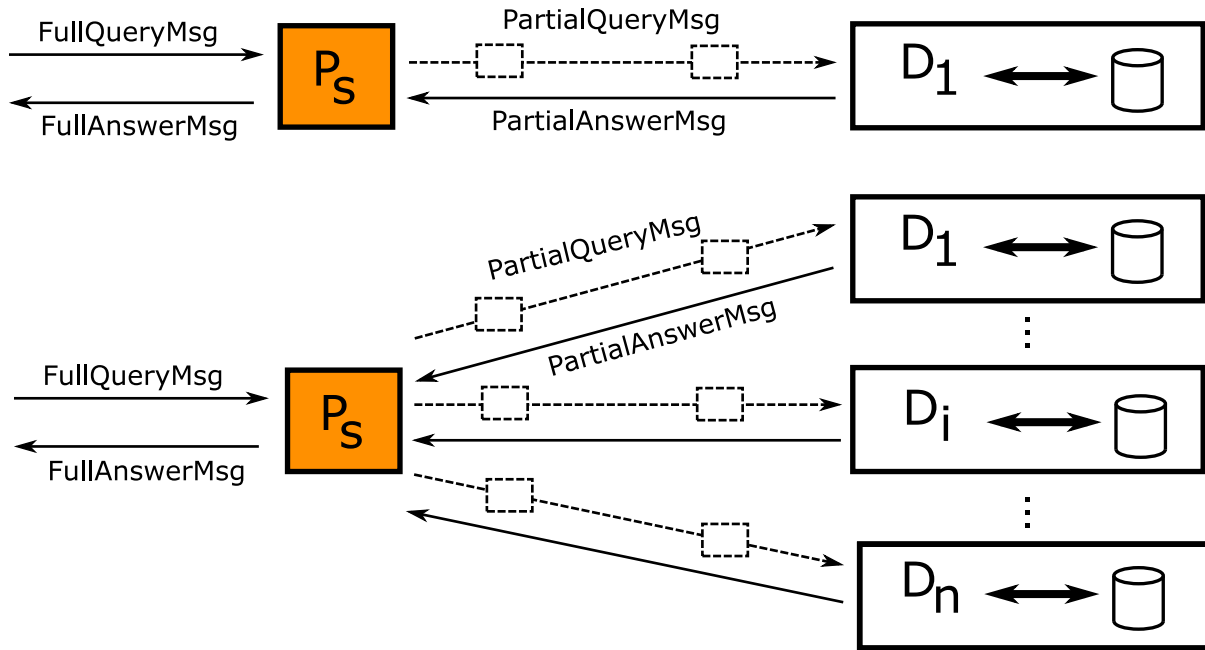 FullQueryMsg
FullAnswerMsg
Ps
PartialQueryMsg
PartialAnswerMsg
D1
PartialQueryMsg
PartialAnswerMsg
D1
⋮
FullQueryMsg
FullAnswerMsg
Ps
Di
⋮
Dn